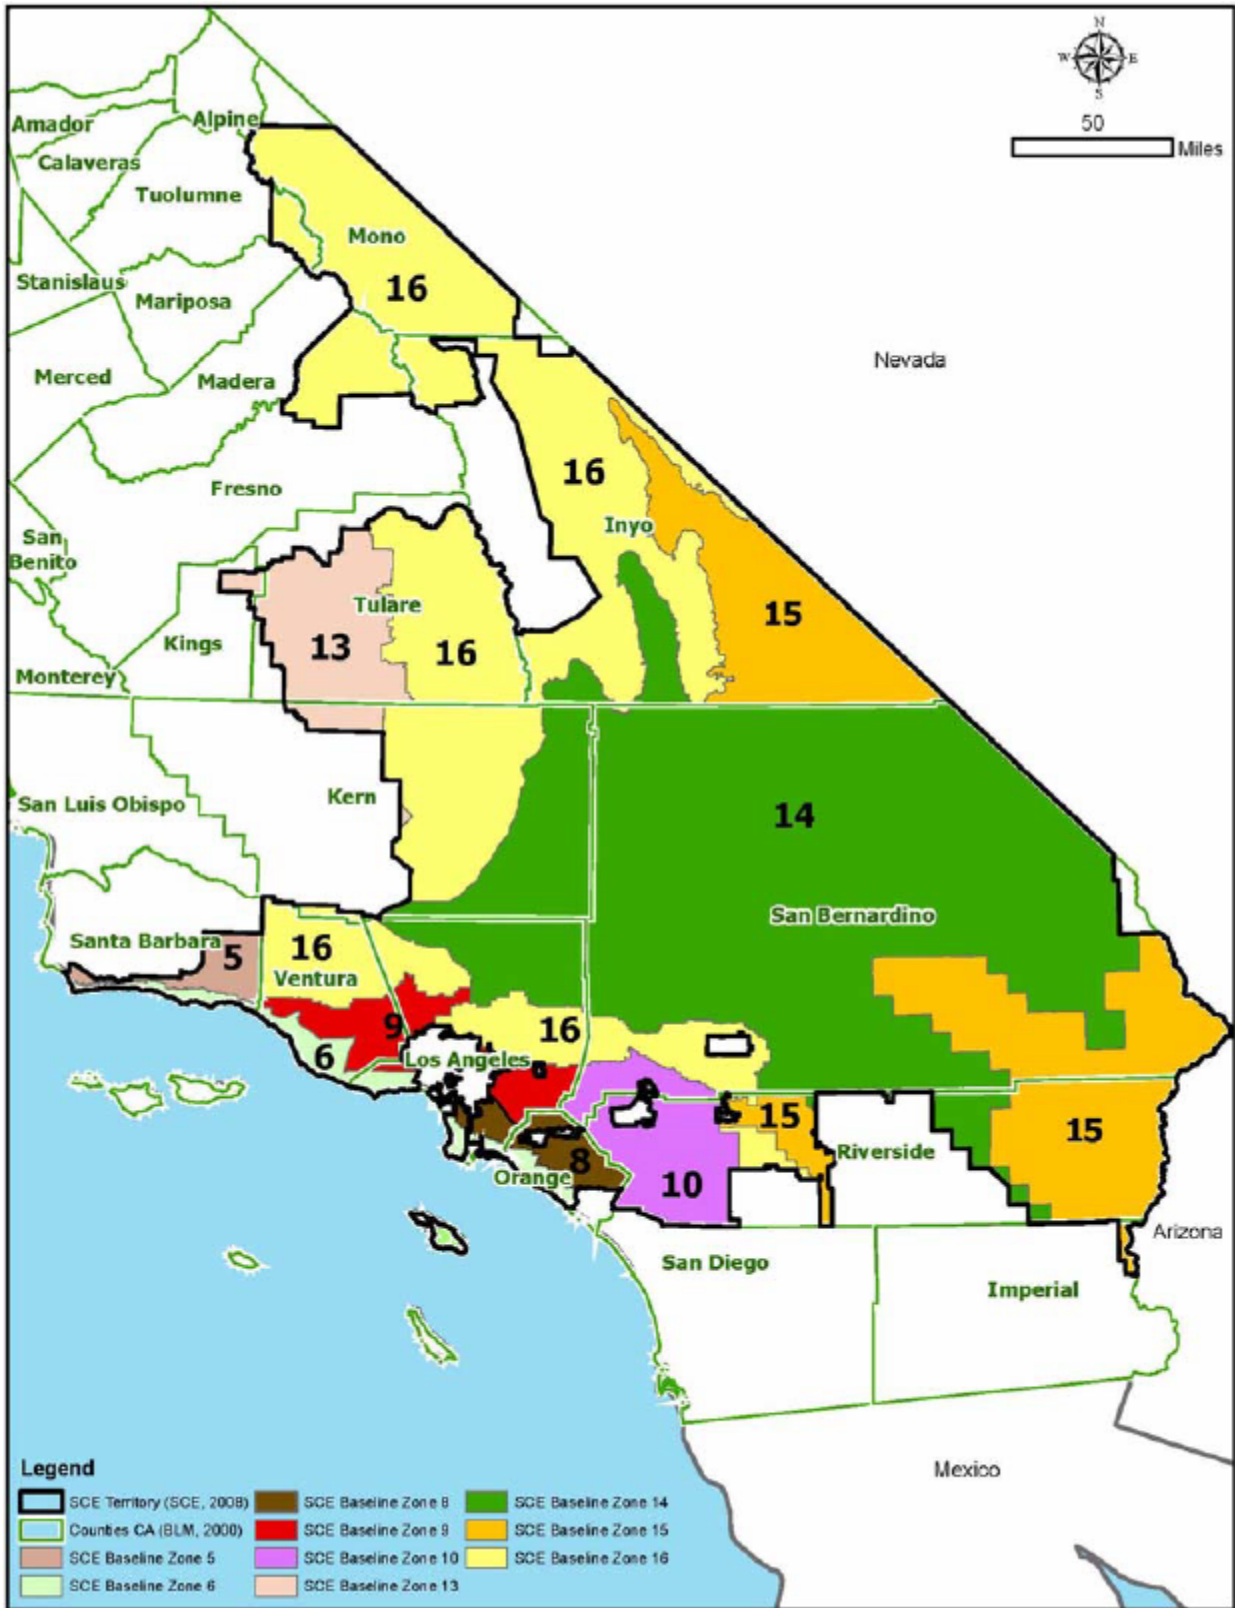 N
W E
S
50
Miles
Alpine
Amador
Calaveras
Tuolumne
Mono
Stanislaus
16
Mariposa
Nevada
Merced
Madera
16
Fresno
Inyo
San
Benito
Tulare
15
Kings
13
16
Monterey
San Luis Obispo
Kern
14
San Bernardino
Santa Barbara
5
16
Ventura
9
16
6
Los Angeles
15
15
Riverside
8
Orange
10
Arizona
San Diego
Imperial
Mexico
Legend
SCE Territory (SCE, 2008)
Counties CA (BLM, 2000)
SCE Baseline Zone 5
SCE Baseline Zone 6
SCE Baseline Zone 8
SCE Baseline Zone 9
SCE Baseline Zone 10
SCE Baseline Zone 13
SCE Baseline Zone 14
SCE Baseline Zone 15
SCE Baseline Zone 16